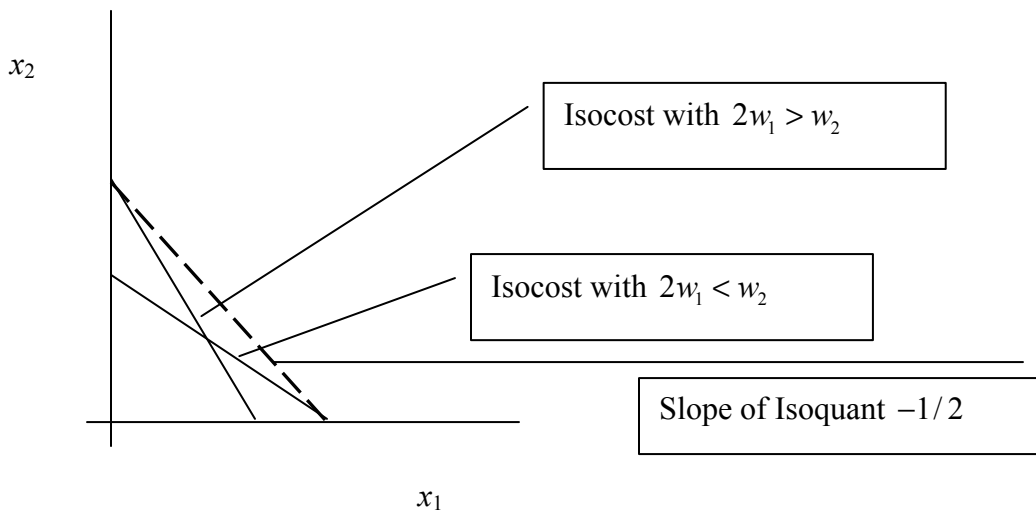 x₂
Isocost with 2w₁ > w₂
Isocost with 2w₁ < w₂
Slope of Isoquant −1/2
x₁